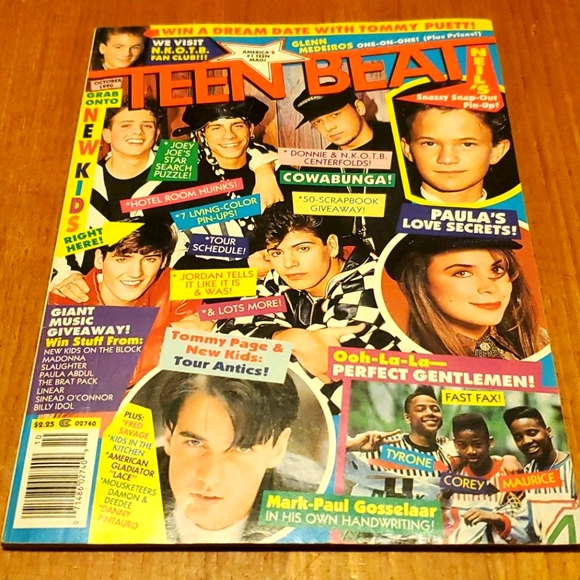 WIN A DREAM DATE WITH TOMMY PUETT!
WE VISIT
N.K.O.T.B.
FAN CLUB!!!
AMERICA'S
#1 TEEN
MAG!
GLENN
MEDEIROS ONE-ON-ONE! (Plus Prizes!)
TEEN BEAT
OCTOBER
1990
NEIL'S
Snazzy Snap-Out
Pin-Up!
GRAB
ONTO
NEW KIDS
RIGHT
HERE!
*JOEY
JOE'S
STAR
SEARCH
PUZZLE!
*DONNIE & N.K.O.T.B.
CENTERFOLDS!
COWABUNGA!
*HOTEL ROOM HIJINKS!
*50-SCRAPBOOK
GIVEAWAY!
*7 LIVING-COLOR
PIN-UPS!
*TOUR
SCHEDULE!
*JORDAN TELLS
IT LIKE IT IS
& WAS!
*& LOTS MORE!
PAULA'S
LOVE SECRETS!
GIANT
MUSIC
GIVEAWAY!
Win Stuff From:
NEW KIDS ON THE BLOCK
MADONNA
SLAUGHTER
PAULA ABDUL
THE BRAT PACK
LINEAR
SINEAD O'CONNOR
BILLY IDOL
Tommy Page &
New Kids:
Tour Antics!
Ooh-La-La—
PERFECT GENTLEMEN!
FAST FAX!
TYRONE
COREY
MAURICE
$2.25 CC 02740
10
0 71486 02740 9
PLUS:
*FRED
SAVAGE
*KIDS IN THE
KITCHEN
*AMERICAN
GLADIATOR
"LACE"
*MOUSKETEERS
DAMON &
DEEDEE
*DANNY
PINTAURO
Mark-Paul Gosselaar
IN HIS OWN HANDWRITING!